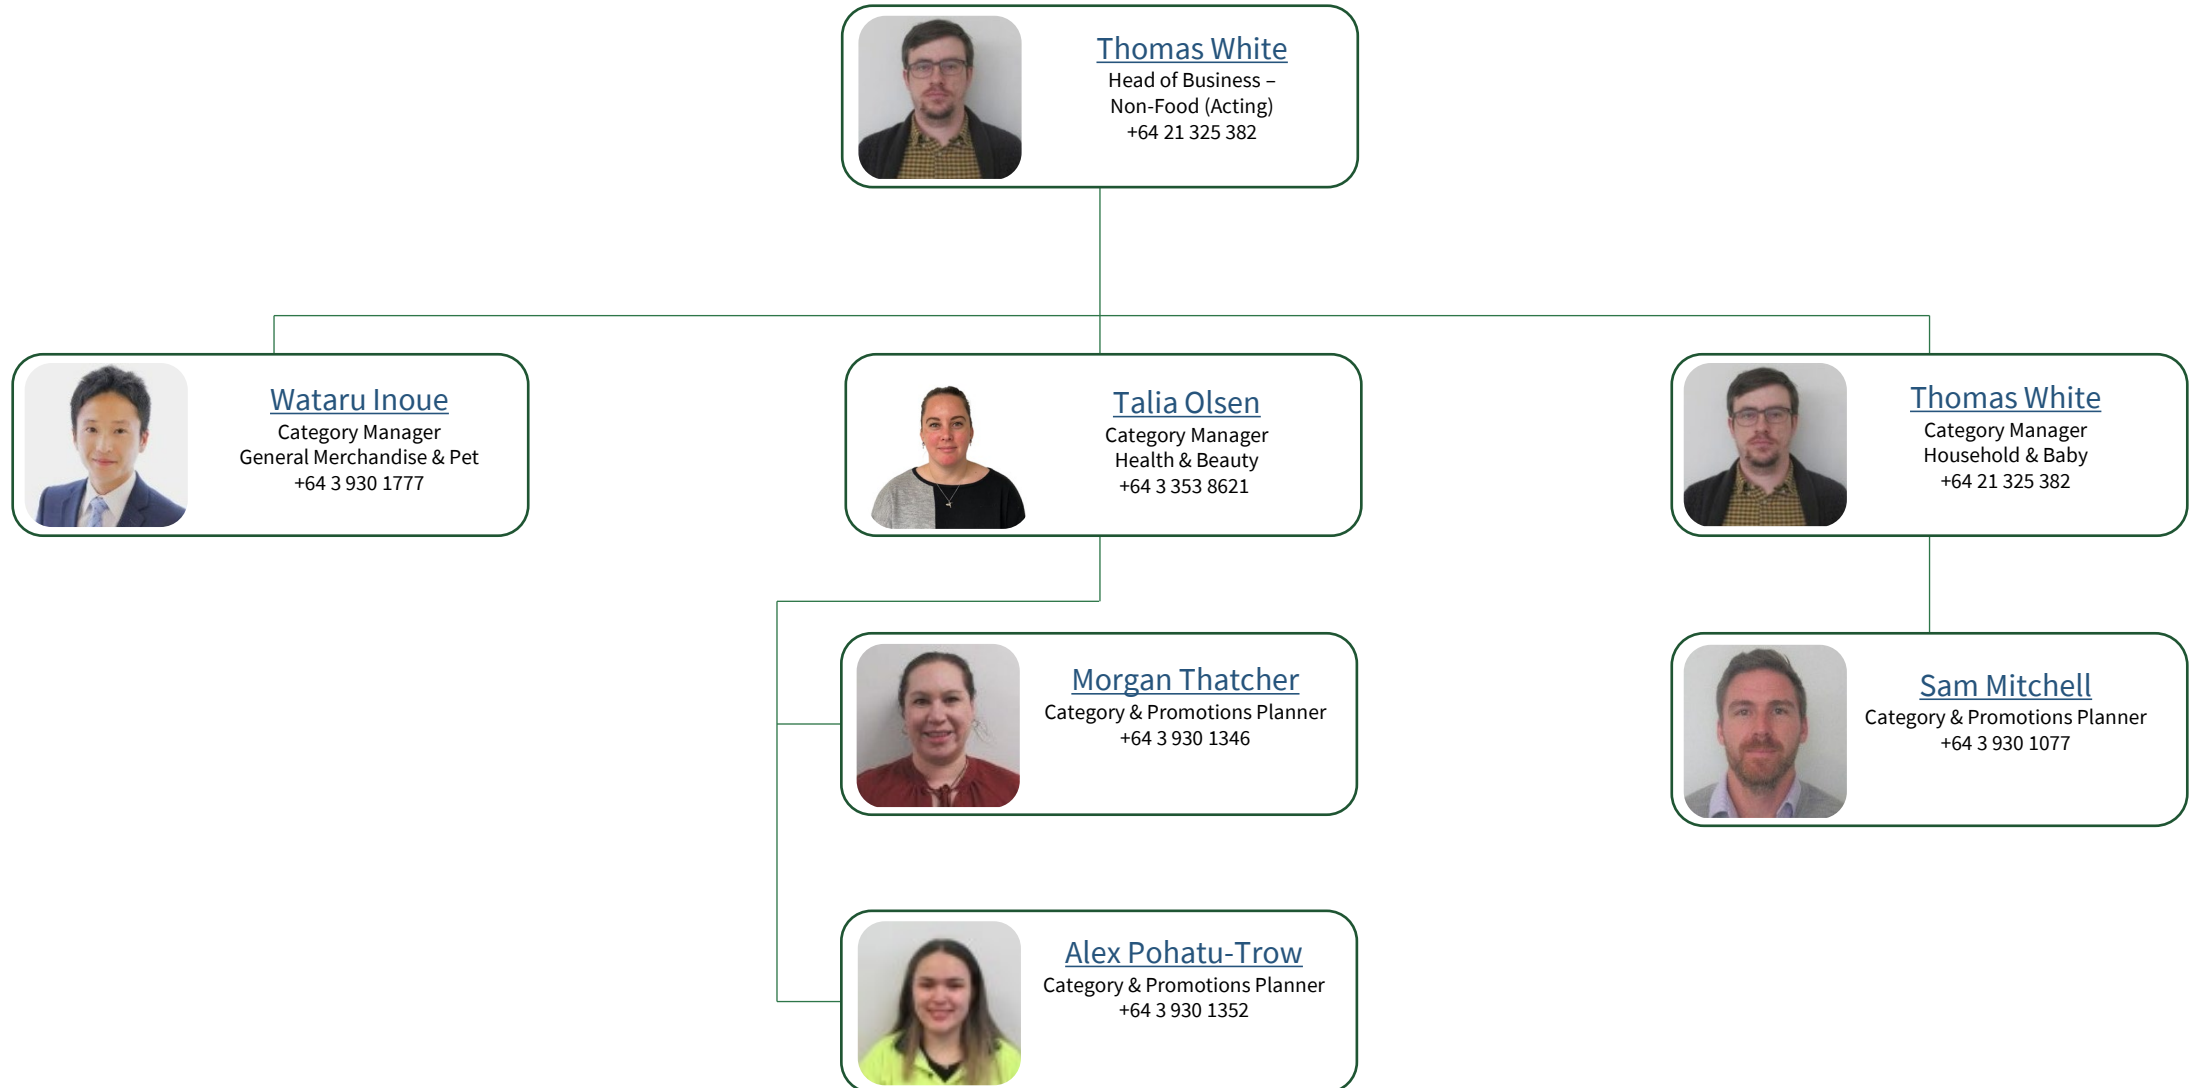 Thomas White
Head of Business –
Non-Food (Acting)
+64 21 325 382
Wataru Inoue
Category Manager
General Merchandise & Pet
+64 3 930 1777
Talia Olsen
Category Manager
Health & Beauty
+64 3 353 8621
Thomas White
Category Manager
Household & Baby
+64 21 325 382
Morgan Thatcher
Category & Promotions Planner
+64 3 930 1346
Sam Mitchell
Category & Promotions Planner
+64 3 930 1077
Alex Pohatu-Trow
Category & Promotions Planner
+64 3 930 1352